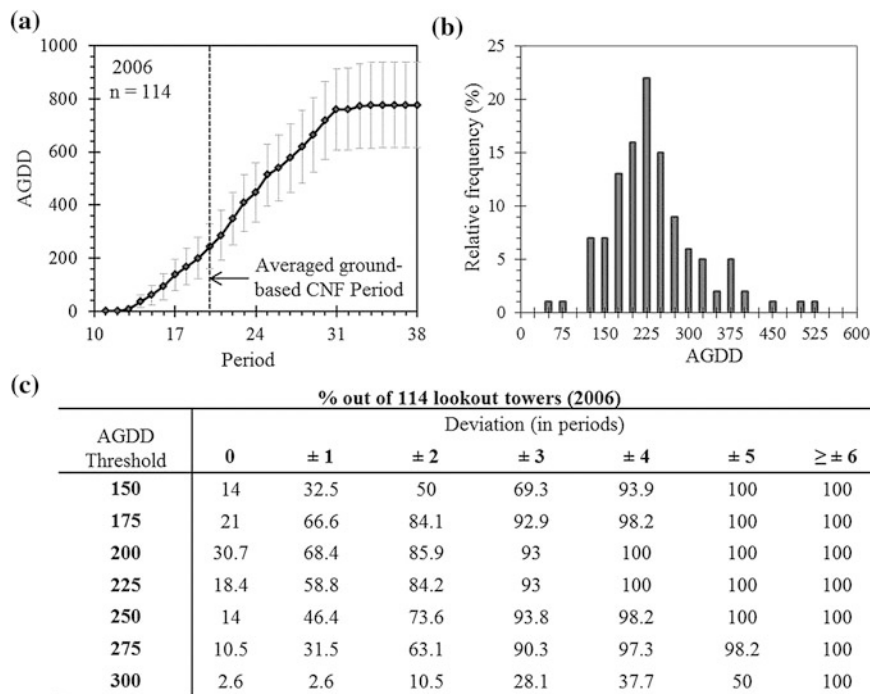 (a)
1000
800
600
400
200
0
AGDD
2006
n = 114
Averaged ground-
based CNF Period
10 17 24 31 38
Period
(b)
25
20
15
10
5
0
Relative frequency (%)
0 75 150 225 300 375 450 525 600
AGDD
(c)
% out of 114 lookout towers (2006)
AGDD
Threshold
Deviation (in periods)
0 ± 1 ± 2 ± 3 ± 4 ± 5 ≥ ± 6
150 14 32.5 50 69.3 93.9 100 100
175 21 66.6 84.1 92.9 98.2 100 100
200 30.7 68.4 85.9 93 100 100 100
225 18.4 58.8 84.2 93 100 100 100
250 14 46.4 73.6 93.8 98.2 100 100
275 10.5 31.5 63.1 90.3 97.3 98.2 100
300 2.6 2.6 10.5 28.1 37.7 50 100